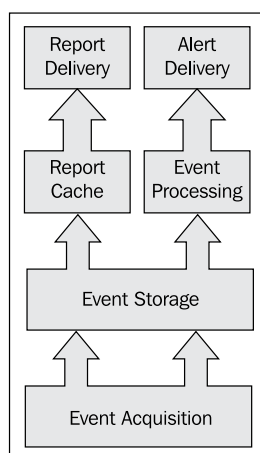 Report
Delivery
Alert
Delivery
Report
Cache
Event
Processing
Event Storage
Event Acquisition